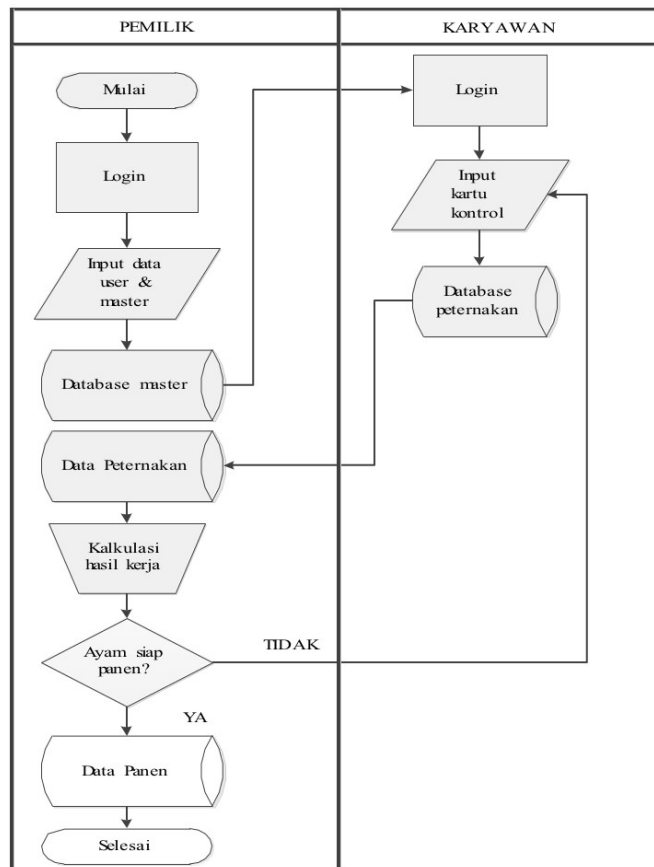 PEMILIK
KARYAWAN
Mulai
Login
Input data
user &
master
Database master
Login
Input
kartu
kontrol
Database
peternakan
Data Peternakan
Kalkulasi
hasil kerja
Ayam siap
panen?
TIDAK
YA
Data Panen
Selesai